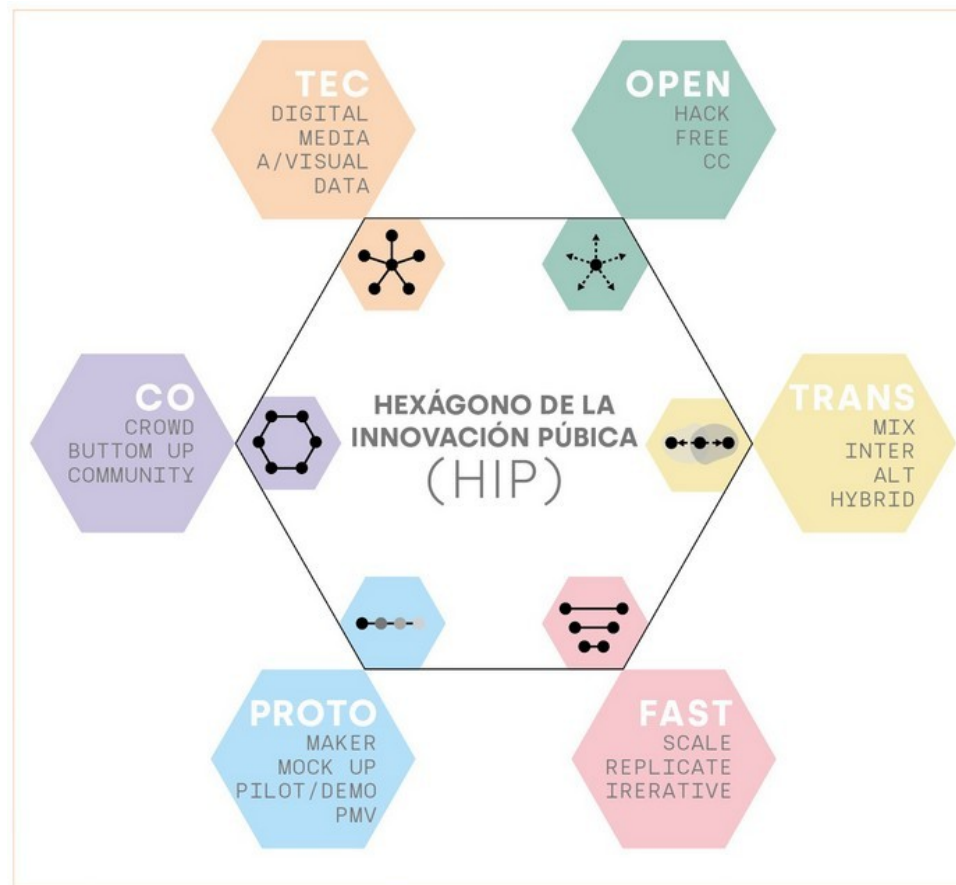 TEC
DIGITAL
MEDIA
A/VISUAL
DATA
OPEN
HACK
FREE
CC
CO
CROWD
BUTTOM UP
COMMUNITY
HEXÁGONO DE LA
INNOVACIÓN PÚBICA
(HIP)
TRANS
MIX
INTER
ALT
HYBRID
PROTO
MAKER
MOCK UP
PILOT/DEMO
PMV
FAST
SCALE
REPLICATE
IRERATIVE